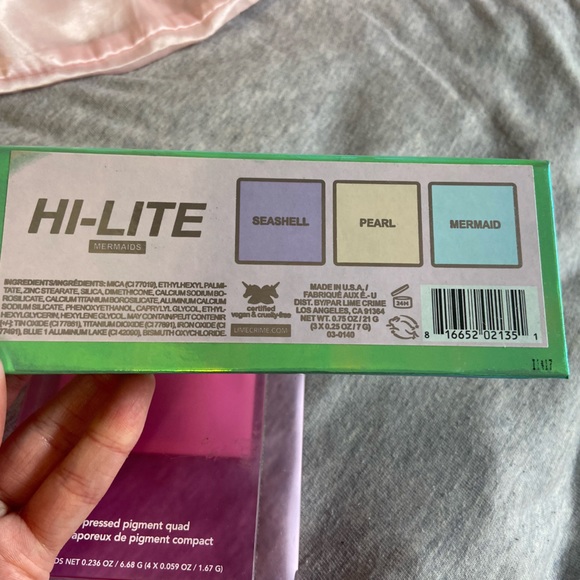 HI-LITE
MERMAIDS
SEASHELL
PEARL
MERMAID
INGREDIENTS/INGRÉDIENTS: MICA (CI 77019), ETHYLHEXYL PALMI-
TATE, ZINC STEARATE, SILICA, DIMETHICONE, CALCIUM SODIUM BO-
ROSILICATE, CALCIUM TITANIUM BOROSILICATE, ALUMINUM CALCIUM
SODIUM SILICATE, PHENOXYETHANOL, CAPRYLYL GLYCOL, ETHYL-
HEXYLGLYCERIN, HEXYLENE GLYCOL. MAY CONTAIN/PEUT CONTENIR
(+/-): TIN OXIDE (CI 77861), TITANIUM DIOXIDE (CI 77891), IRON OXIDE (CI
77491), BLUE 1 ALUMINUM LAKE (CI 42090), BISMUTH OXYCHLORIDE.
certified
vegan & cruelty-free
LIMECRIME.COM
MADE IN U.S.A./
FABRIQUÉ AUX É.- U
DIST. BY/PAR LIME CRIME
LOS ANGELES, CA 91364
NET WT. 0.75 OZ/ 21 G
(3 X 0.25 OZ/ 7 G)
03-0140
24M
8 16652 02135 1
11417
pressed pigment quad
aporeux de pigment compact
DS NET 0.236 OZ / 6.68 G (4 X 0.059 OZ / 1.67 G)